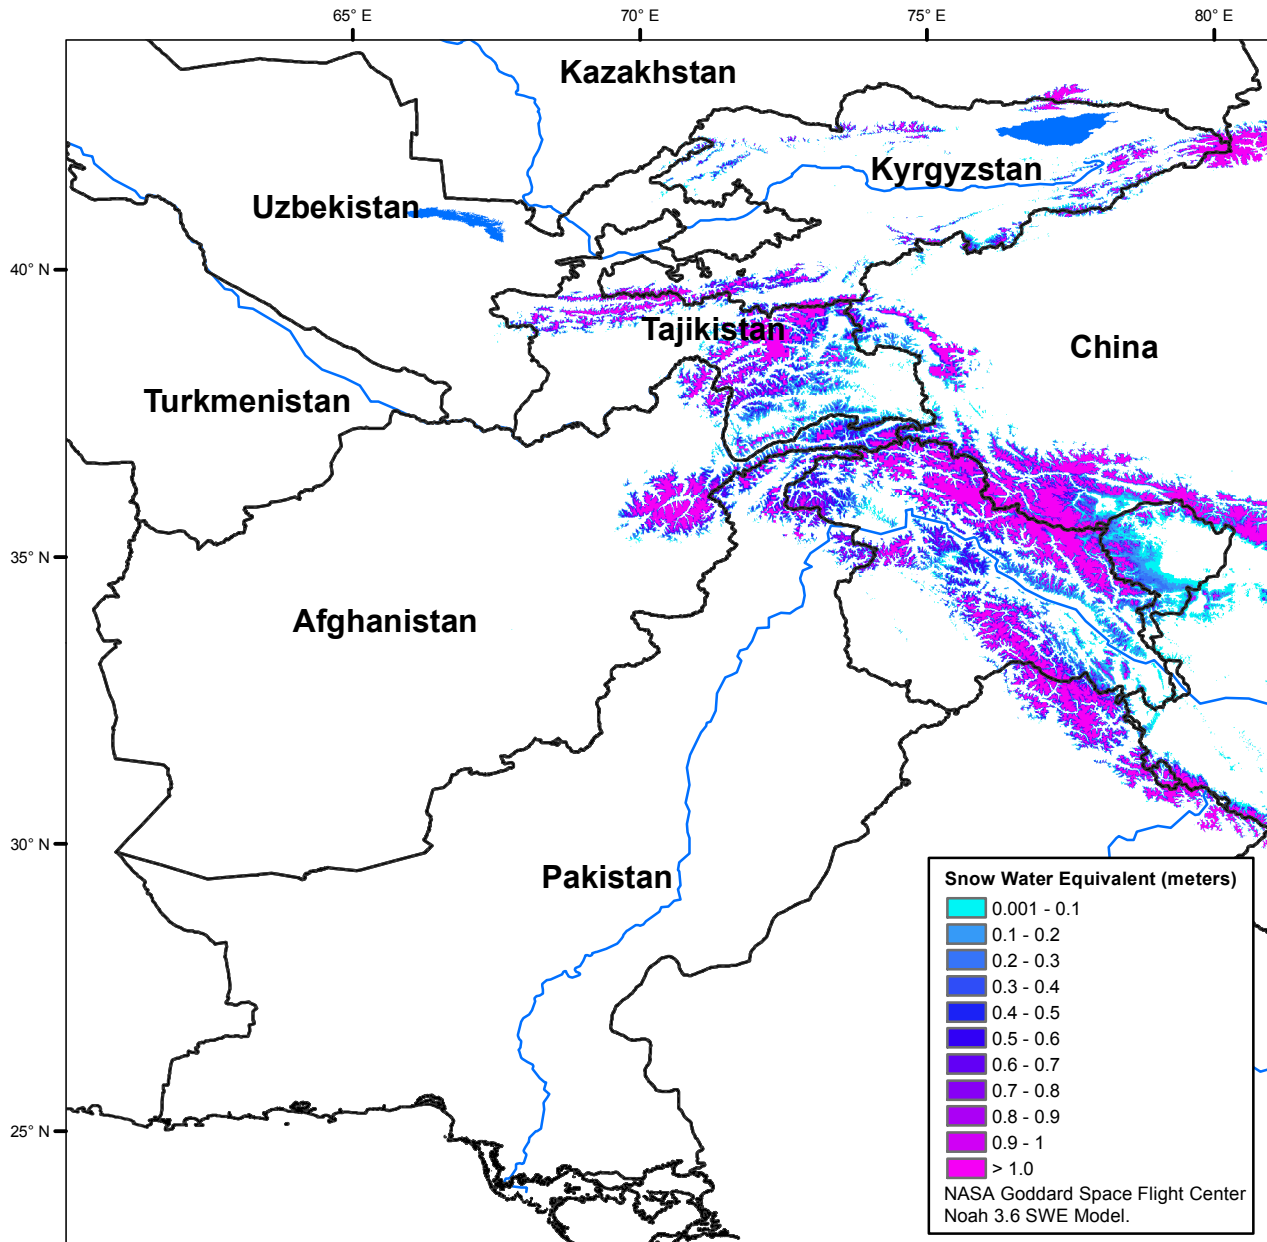 65° E
70° E
75° E
80° E
Kazakhstan
Kyrgyzstan
Uzbekistan
40° N
Tajikistan
China
Turkmenistan
35° N
Afghanistan
30° N
Pakistan
25° N
Snow Water Equivalent (meters)
0.001 - 0.1
0.1 - 0.2
0.2 - 0.3
0.3 - 0.4
0.4 - 0.5
0.5 - 0.6
0.6 - 0.7
0.7 - 0.8
0.8 - 0.9
0.9 - 1
> 1.0
NASA Goddard Space Flight Center
Noah 3.6 SWE Model.